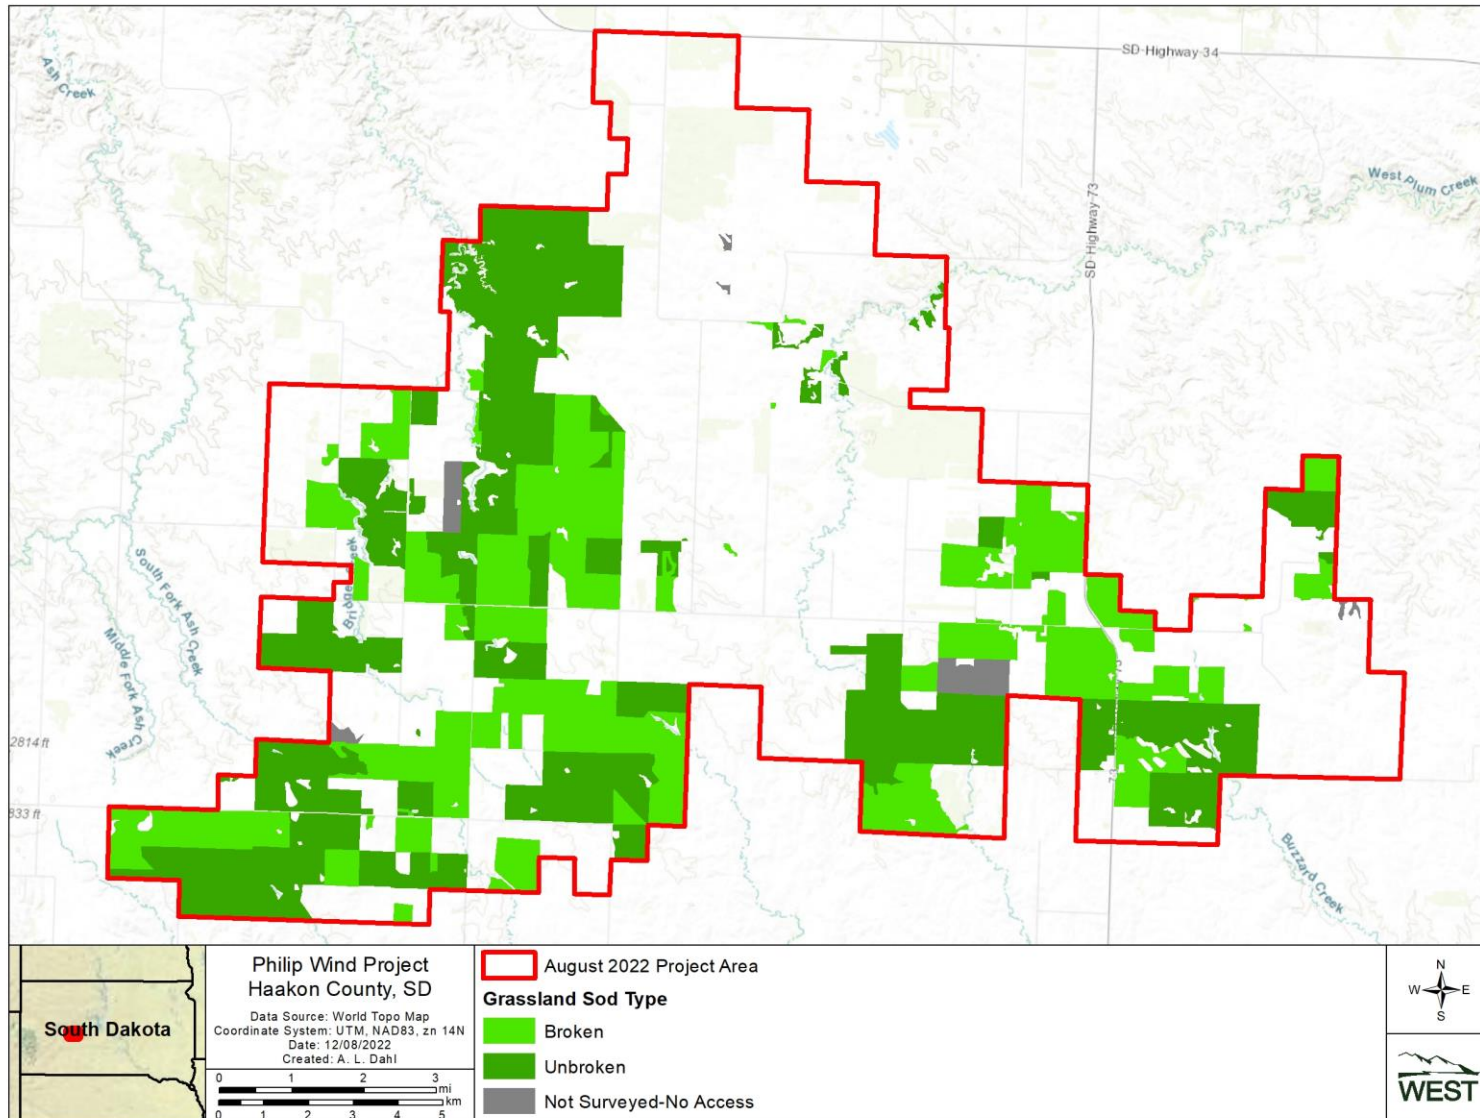 SD Highway 34
Ash Creek
West Plum Creek
SD Highway 73
Bridge Creek
South Fork Ash Creek
Middle Fork Ash Creek
2814 ft
833 ft
73
73
Buzzard Creek
South Dakota
Philip Wind Project
Haakon County, SD
Data Source: World Topo Map
Coordinate System: UTM, NAD83, zn 14N
Date: 12/08/2022
Created: A. L. Dahl
0 1 2 3
mi
km
0 1 2 3 4 5
August 2022 Project Area
Grassland Sod Type
Broken
Unbroken
Not Surveyed-No Access
N
W E
S
WEST